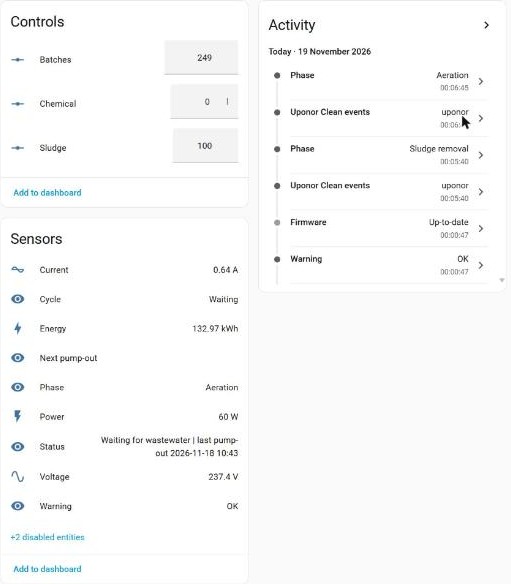 Controls
Batches 249
Chemical 0 l
Sludge 100
Add to dashboard
Sensors
Current 0.64 A
Cycle Waiting
Energy 132.97 kWh
Next pump-out
Phase Aeration
Power 60 W
Status Waiting for wastewater | last pump-
out 2026-11-18 10:43
Voltage 237.4 V
Warning OK
+2 disabled entities
Add to dashboard
Activity
Today · 19 November 2026
Phase Aeration
00:06:45
Uponor Clean events uponor
Phase Sludge removal
00:05:40
Uponor Clean events uponor
00:05:40
Firmware Up-to-date
00:00:47
Warning OK
00:00:47